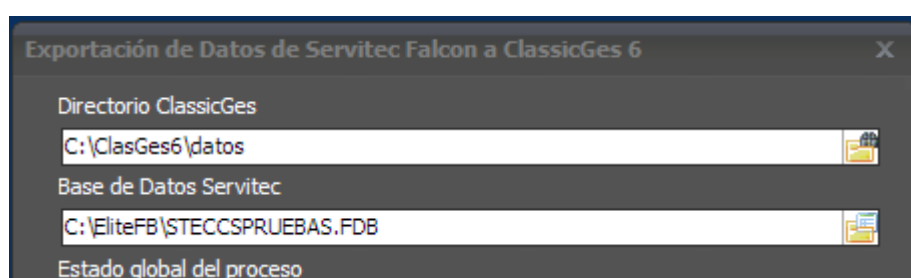 Exportación de Datos de Servitec Falcon a ClassicGes 6
Directorio ClassicGes
C:\ClasGes6\datos
Base de Datos Servitec
C:\EliteFB\STECCSPRUEBAS.FDB
Estado global del proceso